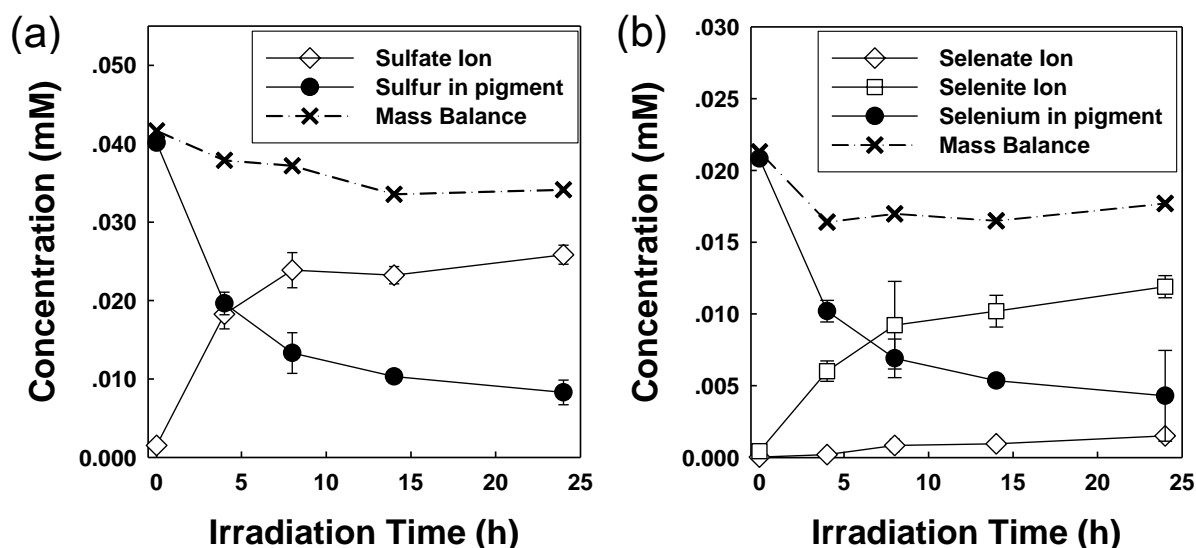 (a)
Sulfate Ion
Sulfur in pigment
Mass Balance
Concentration (mM)
.050
.040
.030
.020
.010
0.000
0 5 10 15 20 25
Irradiation Time (h)
(b)
Selenate Ion
Selenite Ion
Selenium in pigment
Mass Balance
Concentration (mM)
.030
.025
.020
.015
.010
.005
0.000
0 5 10 15 20 25
Irradiation Time (h)